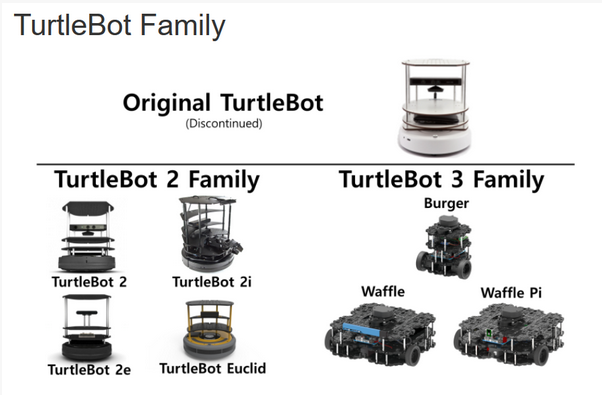 TurtleBot Family
Original TurtleBot
(Discontinued)
TurtleBot 2 Family
TurtleBot 3 Family
Burger
TurtleBot 2
TurtleBot 2i
Waffle
Waffle Pi
TurtleBot 2e
TurtleBot Euclid